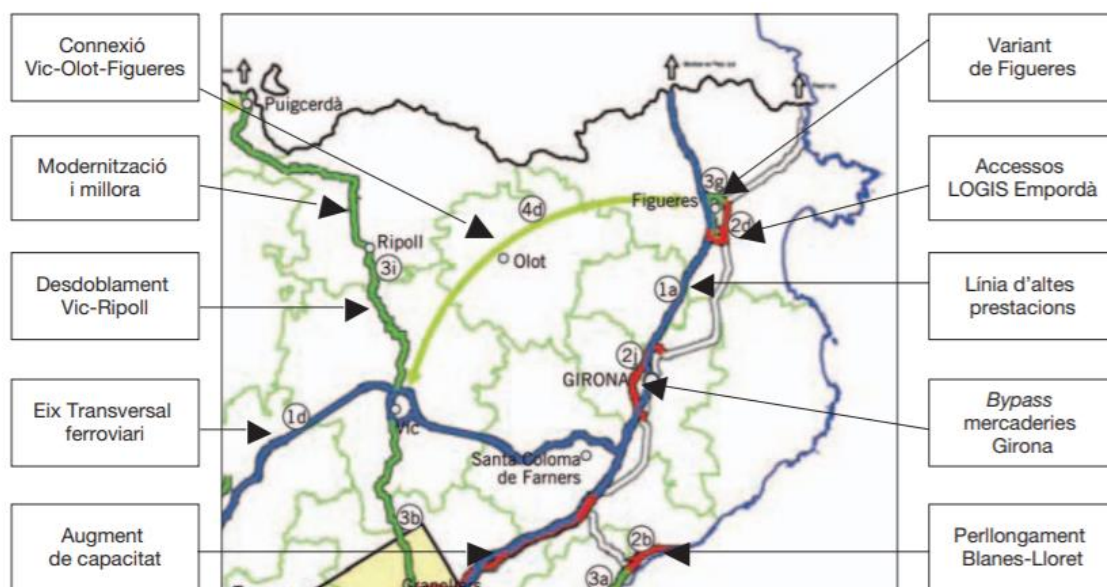 Connexió
Vic-Olot-Figueres
Modernització
i millora
Desdoblament
Vic-Ripoll
Eix Transversal
ferroviari
Augment
de capacitat
Puigcerdà
Ripoll
3i
4d
Olot
3g
Figueres
2d
1a
2j
GIRONA
1d
Vic
Santa Coloma
de Farners
3b
2b
3a
Granollers
Variant
de Figueres
Accessos
LOGIS Empordà
Línia d'altes
prestacions
Bypass
mercaderies
Girona
Perllongament
Blanes-Lloret